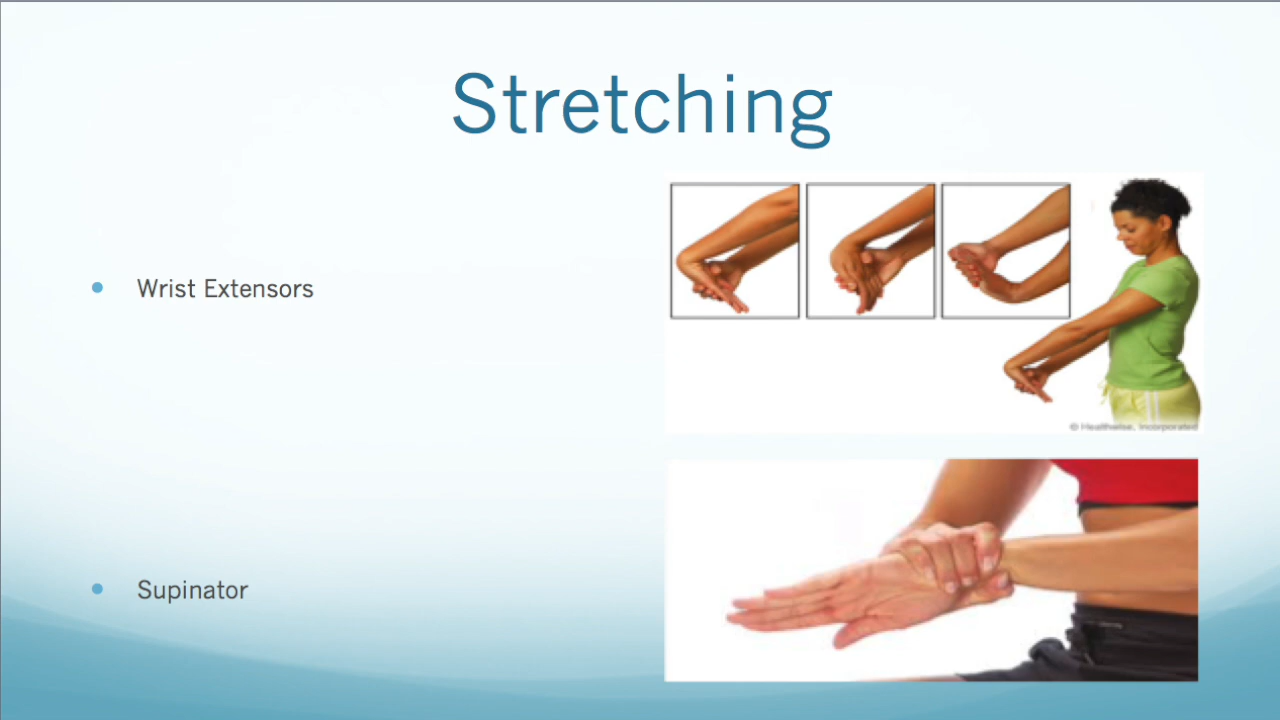 Stretching
Wrist Extensors
© Healthwise, Incorporated
Supinator